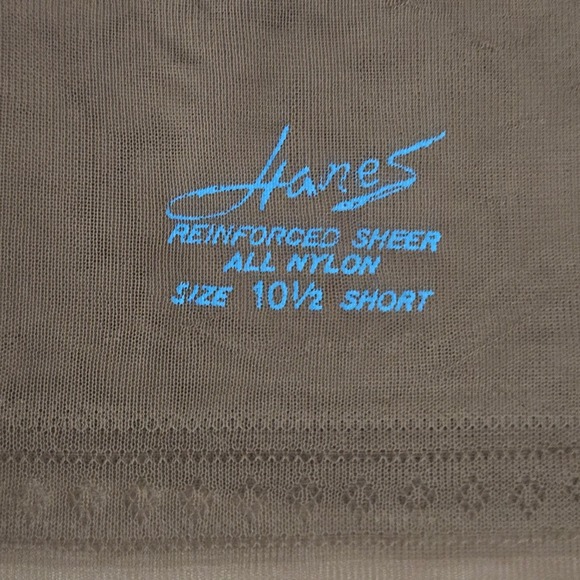 Hanes
REINFORCED SHEER
ALL NYLON
SIZE 10½ SHORT